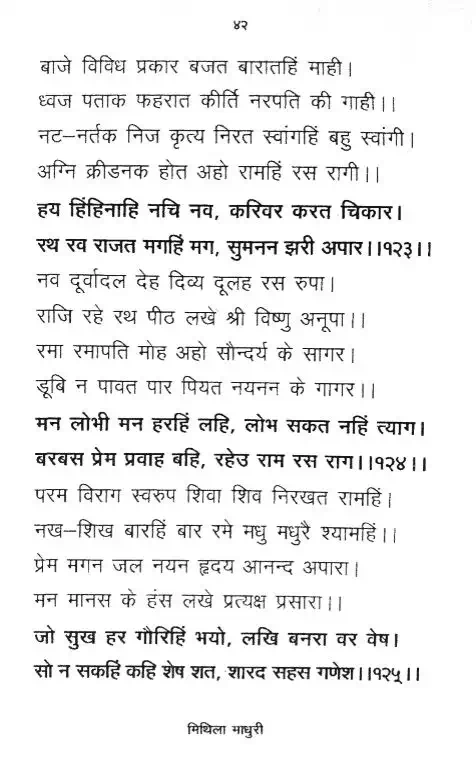 ४२
बाजे विविध प्रकार बजत बारातहिं माही।
ध्वज पताक फहरात कीर्ति नरपति की गाही।।
नट–नर्तक निज कृत्य निरत स्वांगहिं बहु स्वांगी।
अग्नि क्रीडनक होत अहो रामहिं रस रागी।।
हय हिंहिनाहि नचि नव, करिवर करत चिकार।
रथ रव राजत मगहिं मग, सुमनन झरी अपार।।१२३।।
नव दूर्वादल देह दिव्य दूलह रस रुपा।
राजि रहे रथ पीठ लखे श्री विष्णु अनूपा।।
रमा रमापति मोह अहो सौन्दर्य के सागर।
डूबि न पावत पार पियत नयनन के गागर।।
मन लोभी मन हरहिं लहि, लोभ सकत नहिं त्याग।
बरबस प्रेम प्रवाह बहि, रहेउ राम रस राग।।१२४।।
परम विराग स्वरुप शिवा शिव निरखत रामहिं।
नख–शिख बारहिं बार रमे मधु मधुरै श्यामहिं।।
प्रेम मगन जल नयन हृदय आनन्द अपारा।
मन मानस के हंस लखे प्रत्यक्ष प्रसारा।।
जो सुख हर गौरिहिं भयो, लखि बनरा वर वेष।
सो न सकहिं कहि शेष शत, शारद सहस गणेश।।१२५।।
मिथिला माधुरी